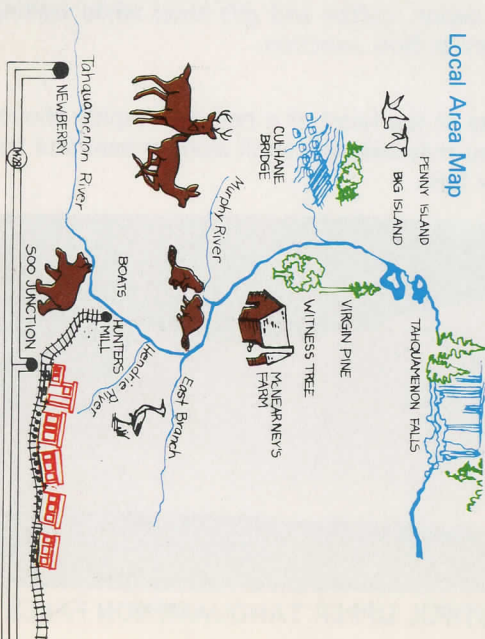 Local Area Map
PENNY ISLAND
BIG ISLAND
TAHQUAMENON FALLS
CULHANE
BRIDGE
VIRGIN PINE
WITNESS TREE
McNEARNEY'S
FARM
Murphy River
East Branch
Hendrie River
BOATS
HUNTER'S
MILL
Tahquamenon River
NEWBERRY
M28
SOO JUNCTION